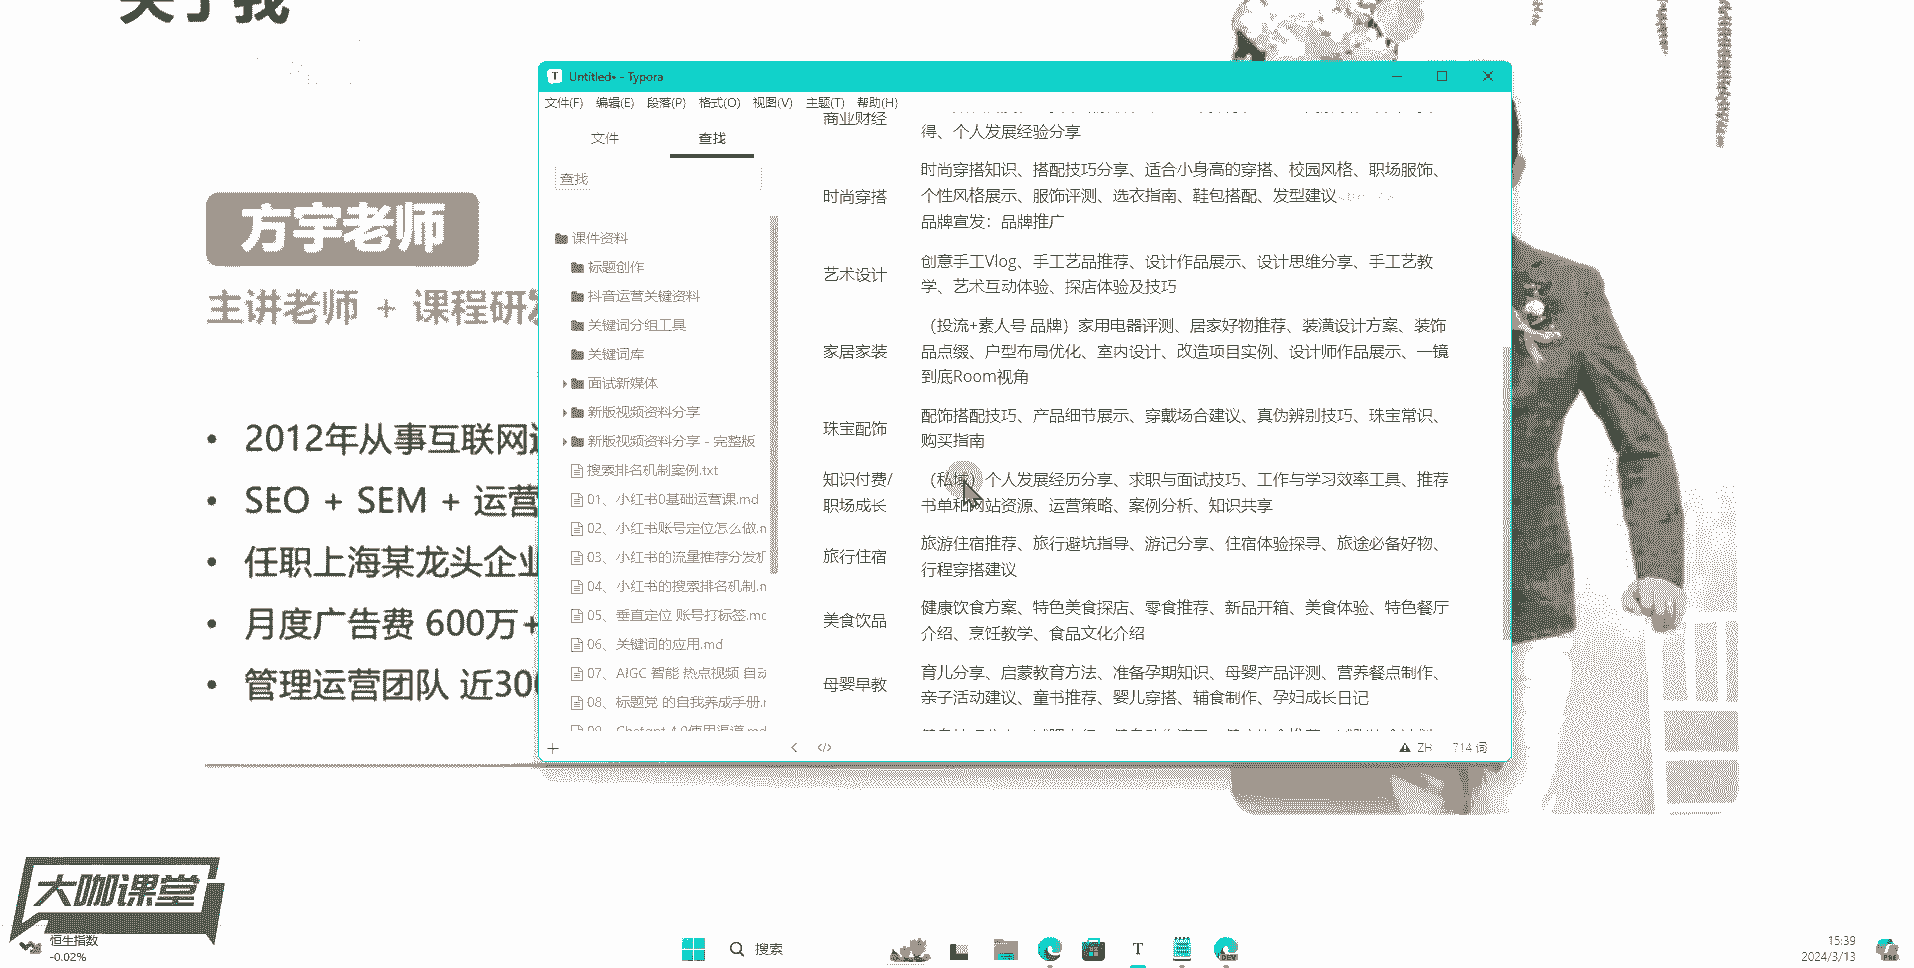 关于我
方宇老师
主讲老师 + 课程研发
2012年从事互联网
SEO + SEM + 运营
任职上海某龙头企业
月度广告费 600万+
管理运营团队 近300
Untitled• - Typora
文件(F) 编辑(E) 段落(P) 格式(O) 视图(V) 主题(T) 帮助(H)
文件 查找
查找
课件资料
标题创作
抖音运营关键资料
关键词分组工具
关键词库
面试新媒体
新版视频资料分享
新版视频资料分享 - 完整版
搜索排名机制案例.txt
01、小红书0基础运营课.md
02、小红书账号定位怎么做.
03、小红书的流量推荐分发机
04、小红书的搜索排名机制.
05、垂直定位 账号打标签.mc
06、关键词的应用.md
07、AIGC 智能 热点视频 自动
08、标题党 的自我养成手册.
09、Chatgpt 4.0使用渠道.md
商业财经
得、个人发展经验分享
时尚穿搭
时尚穿搭知识、搭配技巧分享、适合小身高的穿搭、校园风格、职场服饰、
个性风格展示、服饰评测、选衣指南、鞋包搭配、发型建议
品牌宣发：品牌推广
艺术设计
创意手工Vlog、手工艺品推荐、设计作品展示、设计思维分享、手工艺教
学、艺术互动体验、探店体验及技巧
家居家装
（投流+素人号 品牌）家用电器评测、居家好物推荐、装潢设计方案、装饰
品点缀、户型布局优化、室内设计、改造项目实例、设计师作品展示、一镜
到底Room视角
珠宝配饰
配饰搭配技巧、产品细节展示、穿戴场合建议、真伪辨别技巧、珠宝常识、
购买指南
知识付费/
职场成长
（私域）个人发展经历分享、求职与面试技巧、工作与学习效率工具、推荐
书单和网站资源、运营策略、案例分析、知识共享
旅行住宿
旅游住宿推荐、旅行避坑指导、游记分享、住宿体验探寻、旅途必备好物、
行程穿搭建议
美食饮品
健康饮食方案、特色美食探店、零食推荐、新品开箱、美食体验、特色餐厅
介绍、烹饪教学、食品文化介绍
母婴早教
育儿分享、启蒙教育方法、准备孕期知识、母婴产品评测、营养餐点制作、
亲子活动建议、童书推荐、婴儿穿搭、辅食制作、孕妇成长日记
ZH 714 词
大咖课堂
恒生指数
-0.02%
搜索
15:39
2024/3/13